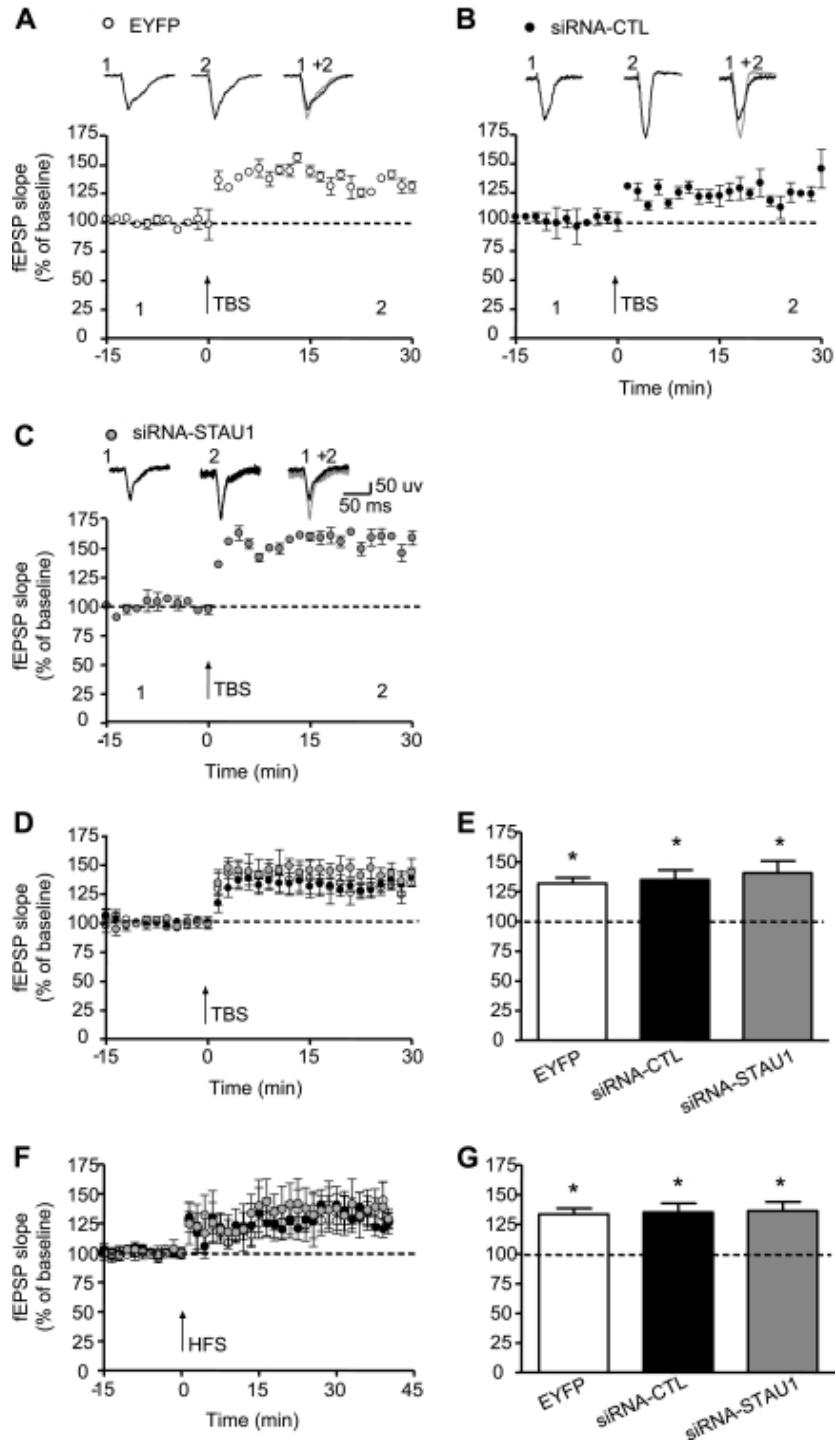 A
EYFP
1 2 1 +2
175
150
125
100
75
50
25
0
fEPSP slope
(% of baseline)
1 TBS 2
-15 0 15 30
Time (min)
B
siRNA-CTL
1 2 1 +2
175
150
125
100
75
50
25
0
fEPSP slope
(% of baseline)
1 TBS 2
-15 0 15 30
Time (min)
C
siRNA-STAU1
1 2 1 +2
50 uv
50 ms
175
150
125
100
75
50
25
0
fEPSP slope
(% of baseline)
1 TBS 2
-15 0 15 30
Time (min)
D
175
150
125
100
75
50
25
0
fEPSP slope
(% of baseline)
TBS
-15 0 15 30
Time (min)
E
175
150
125
100
75
50
25
0
* * *
EYFP
siRNA-CTL
siRNA-STAU1
F
175
150
125
100
75
50
25
0
fEPSP slope
(% of baseline)
HFS
-15 0 15 30 45
Time (min)
G
175
150
125
100
75
50
25
0
* * *
EYFP
siRNA-CTL
siRNA-STAU1